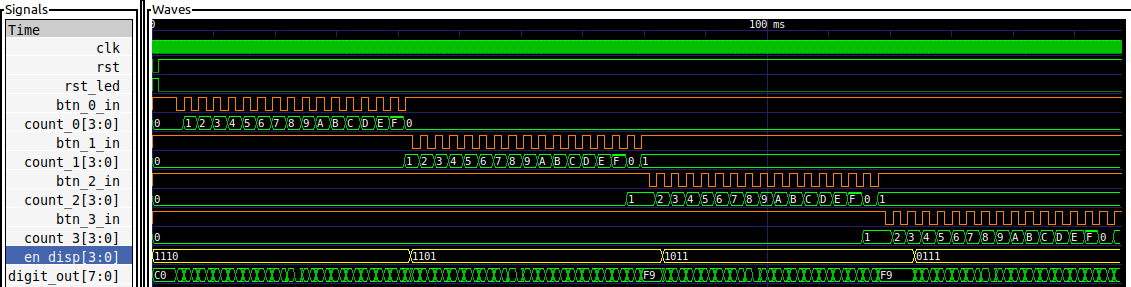 Signals
Waves
Time
0
100 ms
clk
rst
rst_led
btn_0_in
count_0[3:0]
0 1 2 3 4 5 6 7 8 9 A B C D E F 0
btn_1_in
count_1[3:0]
0 1 2 3 4 5 6 7 8 9 A B C D E F 0 1
btn_2_in
count_2[3:0]
0 1 2 3 4 5 6 7 8 9 A B C D E F 0 1
btn_3_in
count_3[3:0]
0 1 2 3 4 5 6 7 8 9 A B C D E F 0
en_disp[3:0]
1110 1101 1011 0111
digit_out[7:0]
C0 F9 F9